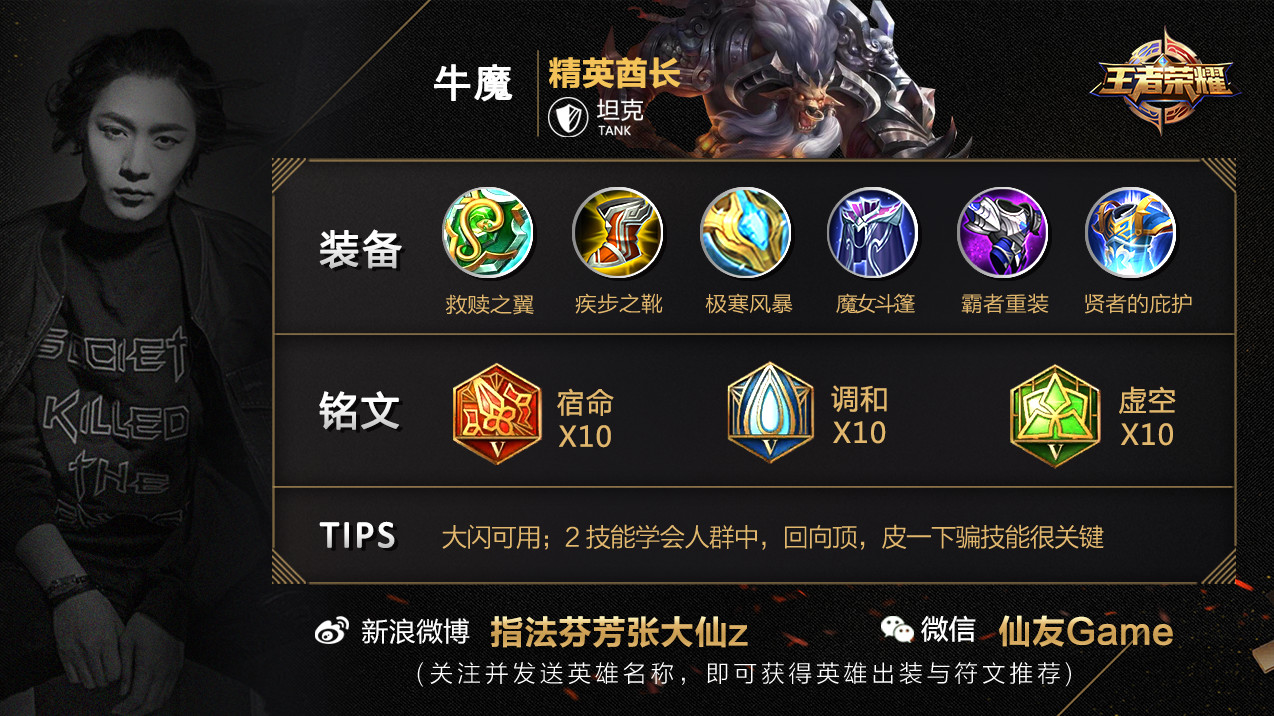 牛魔
精英酋长
坦克
TANK
王者荣耀
装备
救赎之翼 疾步之靴 极寒风暴 魔女斗篷 霸者重装 贤者的庇护
铭文
V 宿命 X10
V 调和 X10
V 虚空 X10
TIPS 大闪可用；2 技能学会人群中，回向顶，皮一下骗技能很关键
SOCIET
KILLED
THE
新浪微博 指法芬芳张大仙z 微信 仙友Game
(关注并发送英雄名称，即可获得英雄出装与符文推荐)